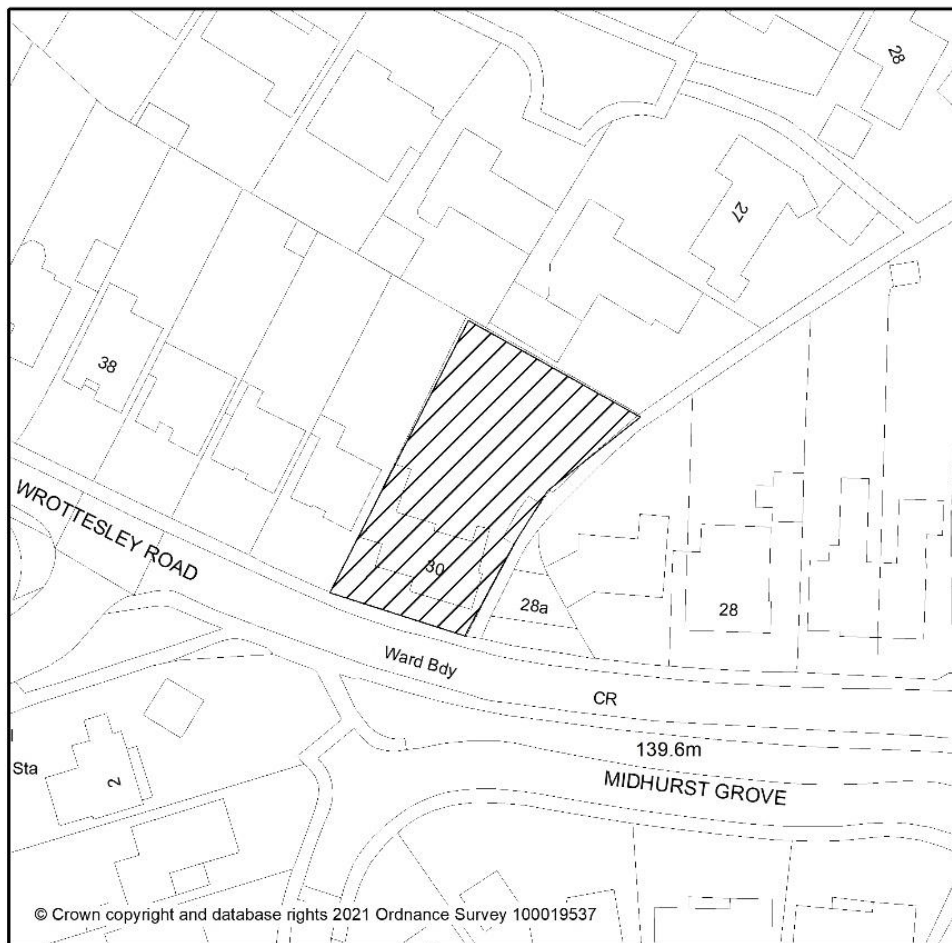 28
27
38
WROTTESLEY ROAD
30
28a
28
Ward Bdy
CR
139.6m
Sta
2
MIDHURST GROVE
© Crown copyright and database rights 2021 Ordnance Survey 100019537